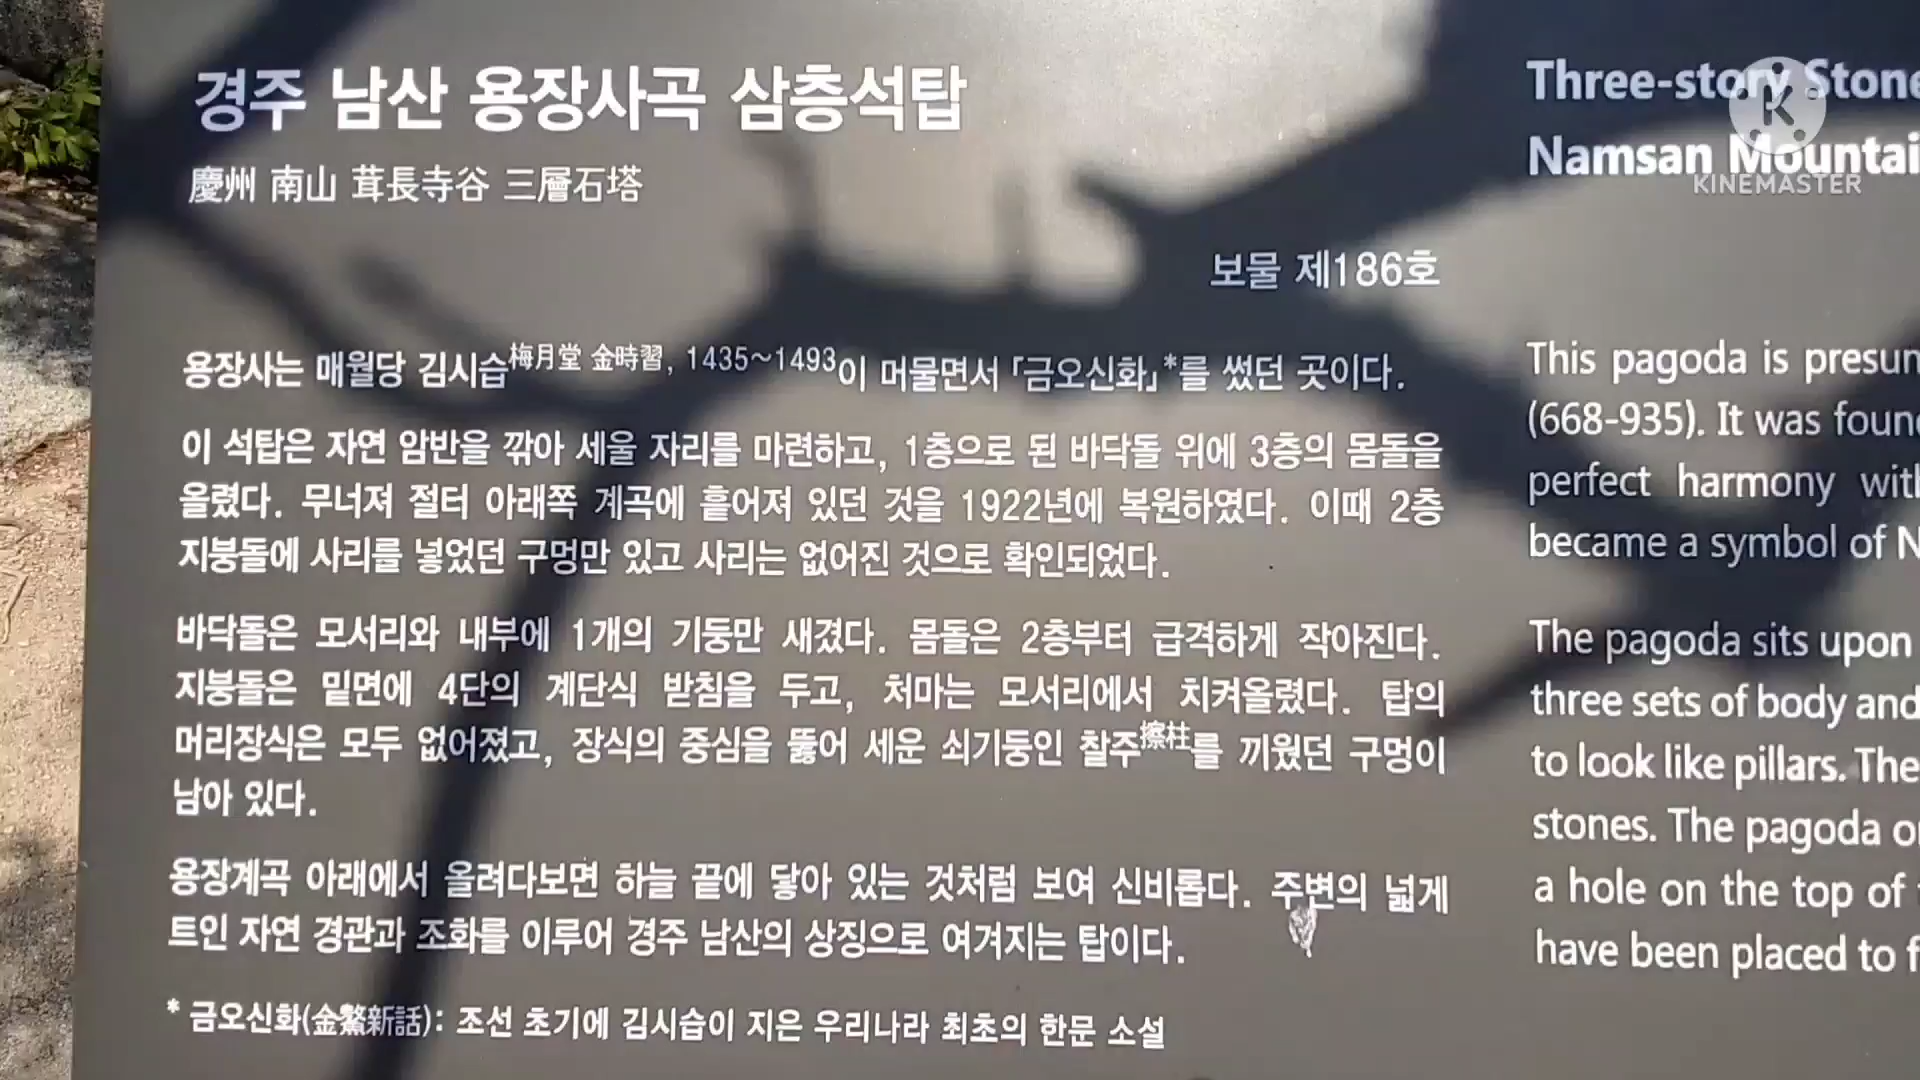 경주 남산 용장사곡 삼층석탑
慶州 南山 茸長寺谷 三層石塔
보물 제186호
용장사는 매월당 김시습梅月堂 金時習, 1435~1493이 머물면서 「금오신화」*를 썼던 곳이다.
이 석탑은 자연 암반을 깎아 세울 자리를 마련하고, 1층으로 된 바닥돌 위에 3층의 몸돌을
올렸다. 무너져 절터 아래쪽 계곡에 흩어져 있던 것을 1922년에 복원하였다. 이때 2층
지붕돌에 사리를 넣었던 구멍만 있고 사리는 없어진 것으로 확인되었다.
바닥돌은 모서리와 내부에 1개의 기둥만 새겼다. 몸돌은 2층부터 급격하게 작아진다.
지붕돌은 밑면에 4단의 계단식 받침을 두고, 처마는 모서리에서 치켜올렸다. 탑의
머리장식은 모두 없어졌고, 장식의 중심을 뚫어 세운 쇠기둥인 찰주擦柱를 끼웠던 구멍이
남아 있다.
용장계곡 아래에서 올려다보면 하늘 끝에 닿아 있는 것처럼 보여 신비롭다. 주변의 넓게
트인 자연 경관과 조화를 이루어 경주 남산의 상징으로 여겨지는 탑이다.
* 금오신화(金鰲新話): 조선 초기에 김시습이 지은 우리나라 최초의 한문 소설
Three-story Stone
Namsan Mountai
This pagoda is presum
(668-935). It was foun
perfect harmony with
became a symbol of N
The pagoda sits upon
three sets of body and
to look like pillars. The
stones. The pagoda o
a hole on the top of
have been placed to f
K
KINEMASTER